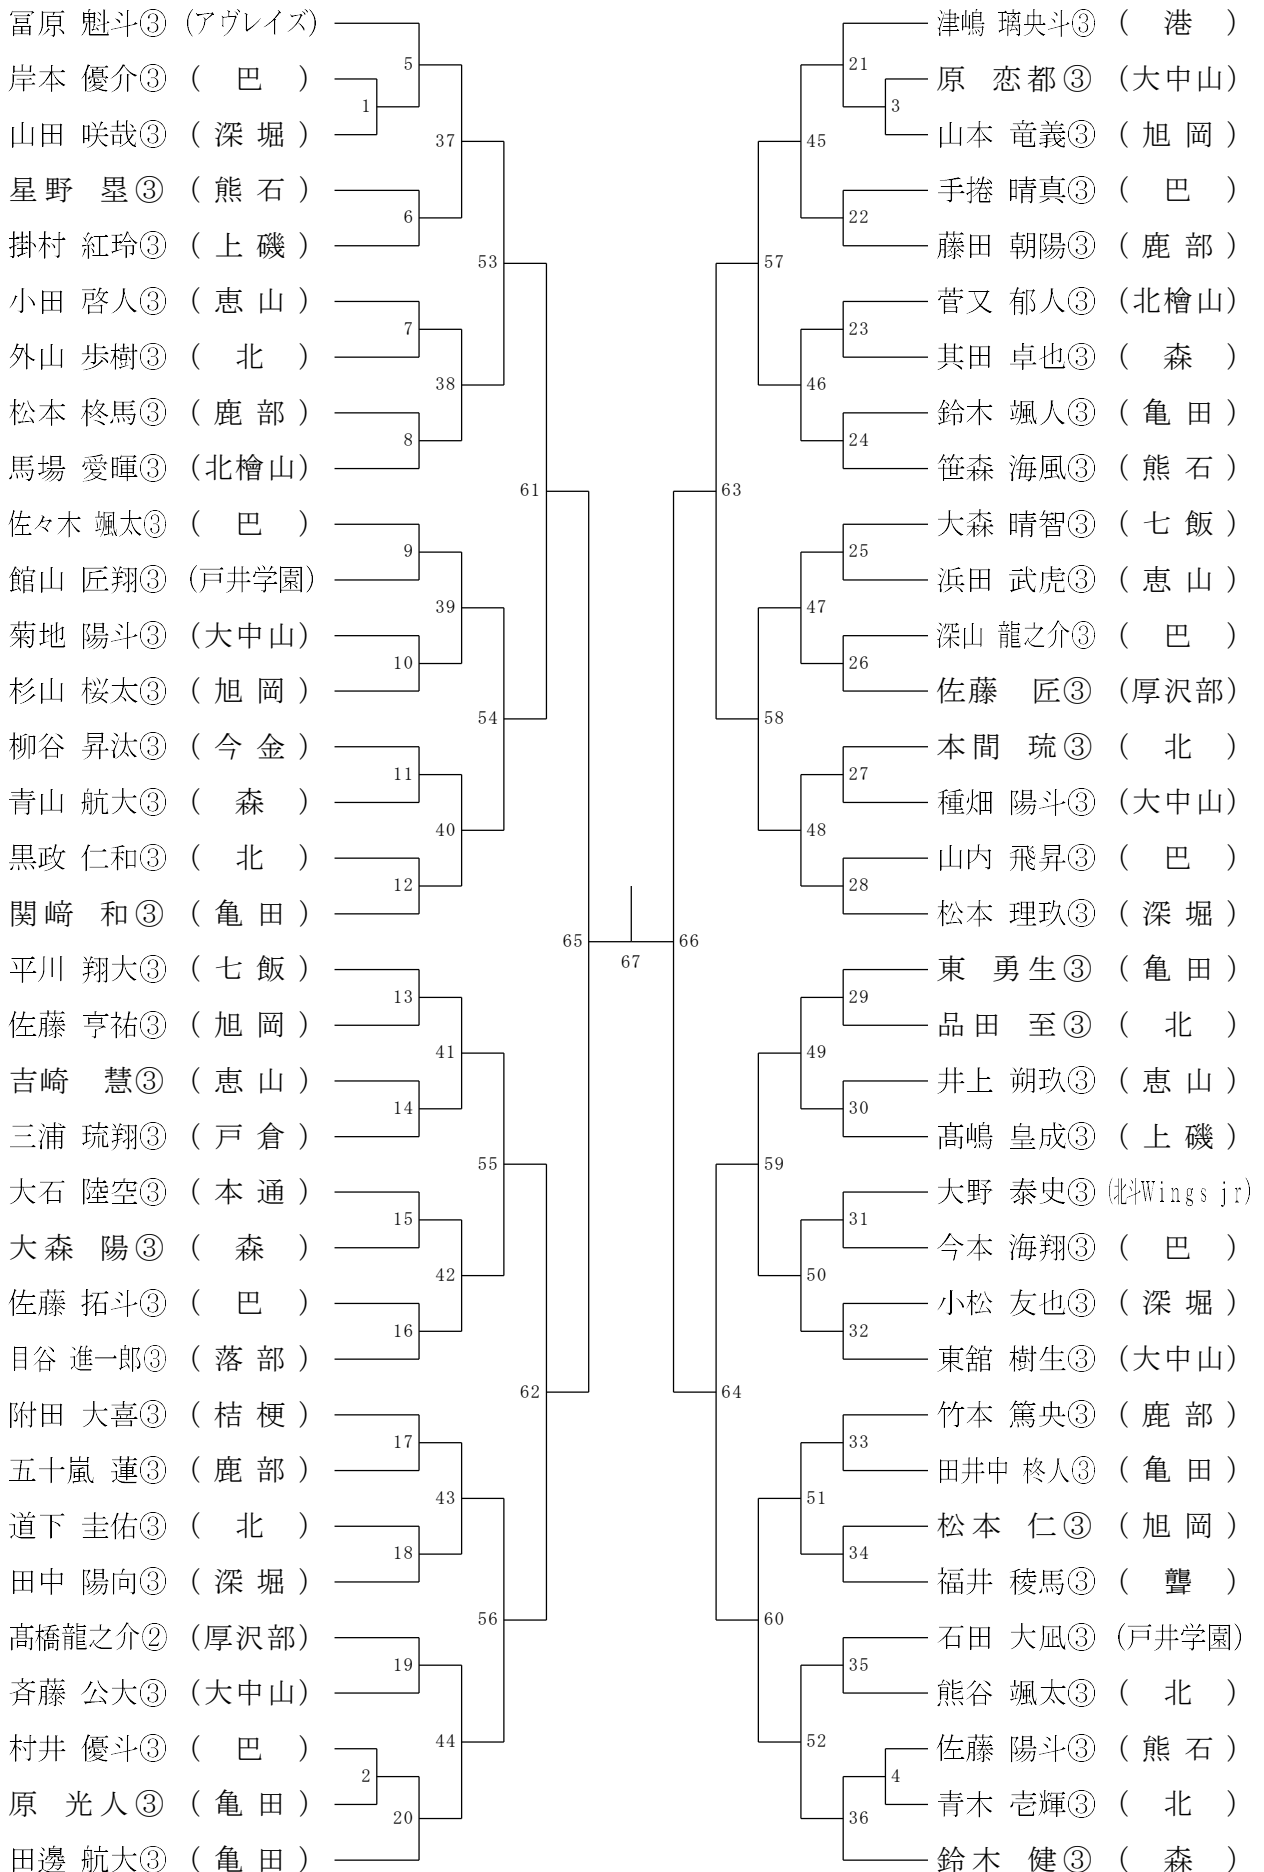 冨原 魁斗③ (アヴレイズ)
岸本 優介③ ( 巴 )
山田 咲哉③ ( 深 堀 )
星野 塁③ ( 熊 石 )
掛村 紅玲③ ( 上 磯 )
小田 啓人③ ( 恵 山 )
外山 歩樹③ ( 北 )
松本 柊馬③ ( 鹿 部 )
馬場 愛暉③ (北檜山)
佐々木 颯太③ ( 巴 )
館山 匠翔③ (戸井学園)
菊地 陽斗③ (大中山)
杉山 桜太③ ( 旭 岡 )
柳谷 昇汰③ ( 今 金 )
青山 航大③ ( 森 )
黒政 仁和③ ( 北 )
関﨑 和③ ( 亀 田 )
平川 翔大③ ( 七 飯 )
佐藤 亨祐③ ( 旭 岡 )
吉崎 慧③ ( 恵 山 )
三浦 琉翔③ ( 戸 倉 )
大石 陸空③ ( 本 通 )
大森 陽③ ( 森 )
佐藤 拓斗③ ( 巴 )
目谷 進一郎③ ( 落 部 )
附田 大喜③ ( 桔 梗 )
五十嵐 蓮③ ( 鹿 部 )
道下 圭佑③ ( 北 )
田中 陽向③ ( 深 堀 )
髙橋龍之介② (厚沢部)
斉藤 公大③ (大中山)
村井 優斗③ ( 巴 )
原 光人③ ( 亀 田 )
田邊 航大③ ( 亀 田 )
1
2
5
6
7
8
9
10
11
12
13
14
15
16
17
18
19
20
37
38
39
40
41
42
43
44
53
54
55
56
61
62
65
67
66
63
64
57
58
59
60
45
46
47
48
49
50
51
52
21
22
23
24
25
26
27
28
29
30
31
32
33
34
35
36
3
4
津嶋 璃央斗③ ( 港 )
原 恋都③ (大中山)
山本 竜義③ ( 旭 岡 )
手捲 晴真③ ( 巴 )
藤田 朝陽③ ( 鹿 部 )
菅又 郁人③ (北檜山)
其田 卓也③ ( 森 )
鈴木 颯人③ ( 亀 田 )
笹森 海風③ ( 熊 石 )
大森 晴智③ ( 七 飯 )
浜田 武虎③ ( 恵 山 )
深山 龍之介③ ( 巴 )
佐藤 匠③ (厚沢部)
本間 琉③ ( 北 )
種畑 陽斗③ (大中山)
山内 飛昇③ ( 巴 )
松本 理玖③ ( 深 堀 )
東 勇生③ ( 亀 田 )
品田 至③ ( 北 )
井上 朔玖③ ( 恵 山 )
髙嶋 皇成③ ( 上 磯 )
大野 泰史③ (北斗Wings jr)
今本 海翔③ ( 巴 )
小松 友也③ ( 深 堀 )
東舘 樹生③ (大中山)
竹本 篤央③ ( 鹿 部 )
田井中 柊人③ ( 亀 田 )
松本 仁③ ( 旭 岡 )
福井 稜馬③ ( 聾 )
石田 大凪③ (戸井学園)
熊谷 颯太③ ( 北 )
佐藤 陽斗③ ( 熊 石 )
青木 壱輝③ ( 北 )
鈴木 健③ ( 森 )